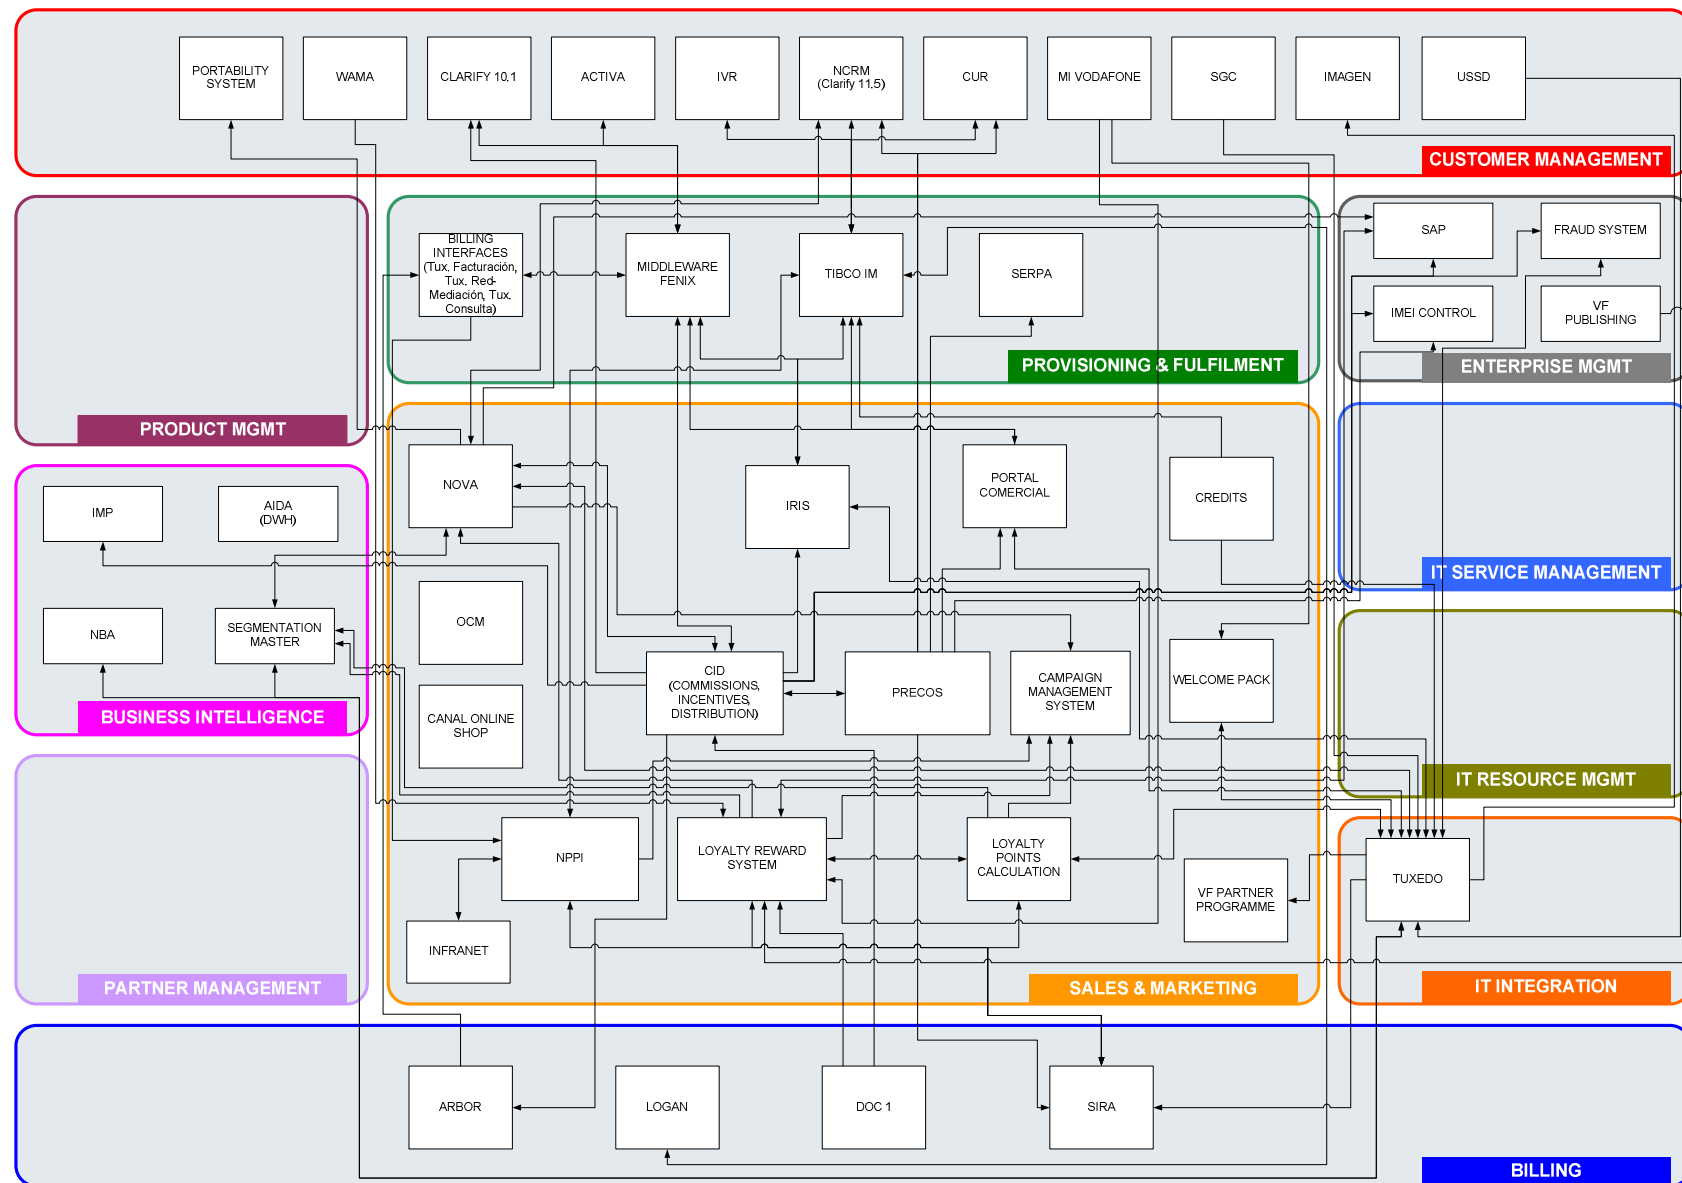 PORTABILITY
SYSTEM
WAMA
CLARIFY 10.1
ACTIVA
IVR
NCRM
(Clarify 11.5)
CUR
MI VODAFONE
SGC
IMAGEN
USSD
CUSTOMER MANAGEMENT
PRODUCT MGMT
BILLING
INTERFACES
(Tux. Facturación,
Tux. Red-
Mediación, Tux.
Consulta)
MIDDLEWARE
FENIX
TIBCO IM
SERPA
PROVISIONING & FULFILMENT
SAP
FRAUD SYSTEM
IMEI CONTROL
VF
PUBLISHING
ENTERPRISE MGMT
IMP
AIDA
(DWH)
NBA
SEGMENTATION
MASTER
BUSINESS INTELLIGENCE
NOVA
IRIS
PORTAL
COMERCIAL
CREDITS
OCM
CANAL ONLINE
SHOP
CID
(COMMISSIONS,
INCENTIVES,
DISTRIBUTION)
PRECOS
CAMPAIGN
MANAGEMENT
SYSTEM
WELCOME PACK
NPPI
LOYALTY REWARD
SYSTEM
LOYALTY
POINTS
CALCULATION
VF PARTNER
PROGRAMME
INFRANET
SALES & MARKETING
IT SERVICE MANAGEMENT
IT RESOURCE MGMT
TUXEDO
IT INTEGRATION
PARTNER MANAGEMENT
ARBOR
LOGAN
DOC 1
SIRA
BILLING